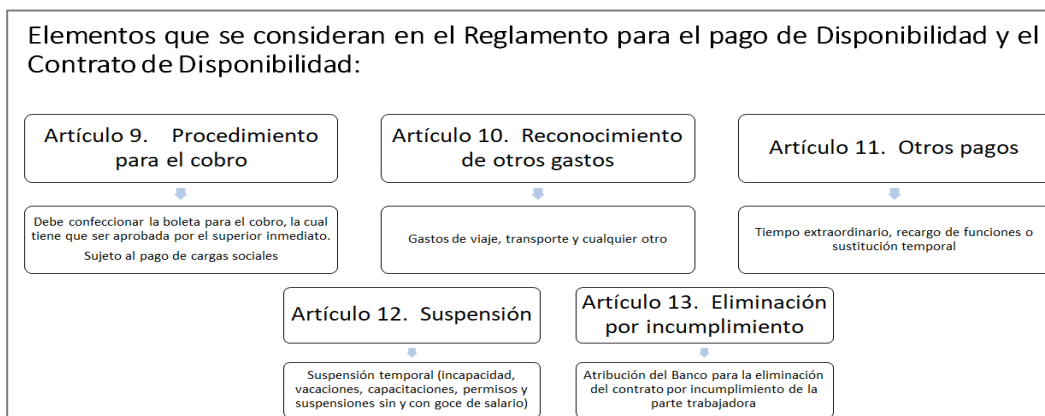 Elementos que se consideran en el Reglamento para el pago de Disponibilidad y el
Contrato de Disponibilidad:
Artículo 9. Procedimiento
para el cobro
Debe confeccionar la boleta para el cobro, la cual
tiene que ser aprobada por el superior inmediato.
Sujeto al pago de cargas sociales
Artículo 10. Reconocimiento
de otros gastos
Gastos de viaje, transporte y cualquier otro
Artículo 11. Otros pagos
Tiempo extraordinario, recargo de funciones o
sustitución temporal
Artículo 12. Suspensión
Suspensión temporal (incapacidad,
vacaciones, capacitaciones, permisos y
suspensiones sin y con goce de salario)
Artículo 13. Eliminación
por incumplimiento
Atribución del Banco para la eliminación
del contrato por incumplimiento de la
parte trabajadora